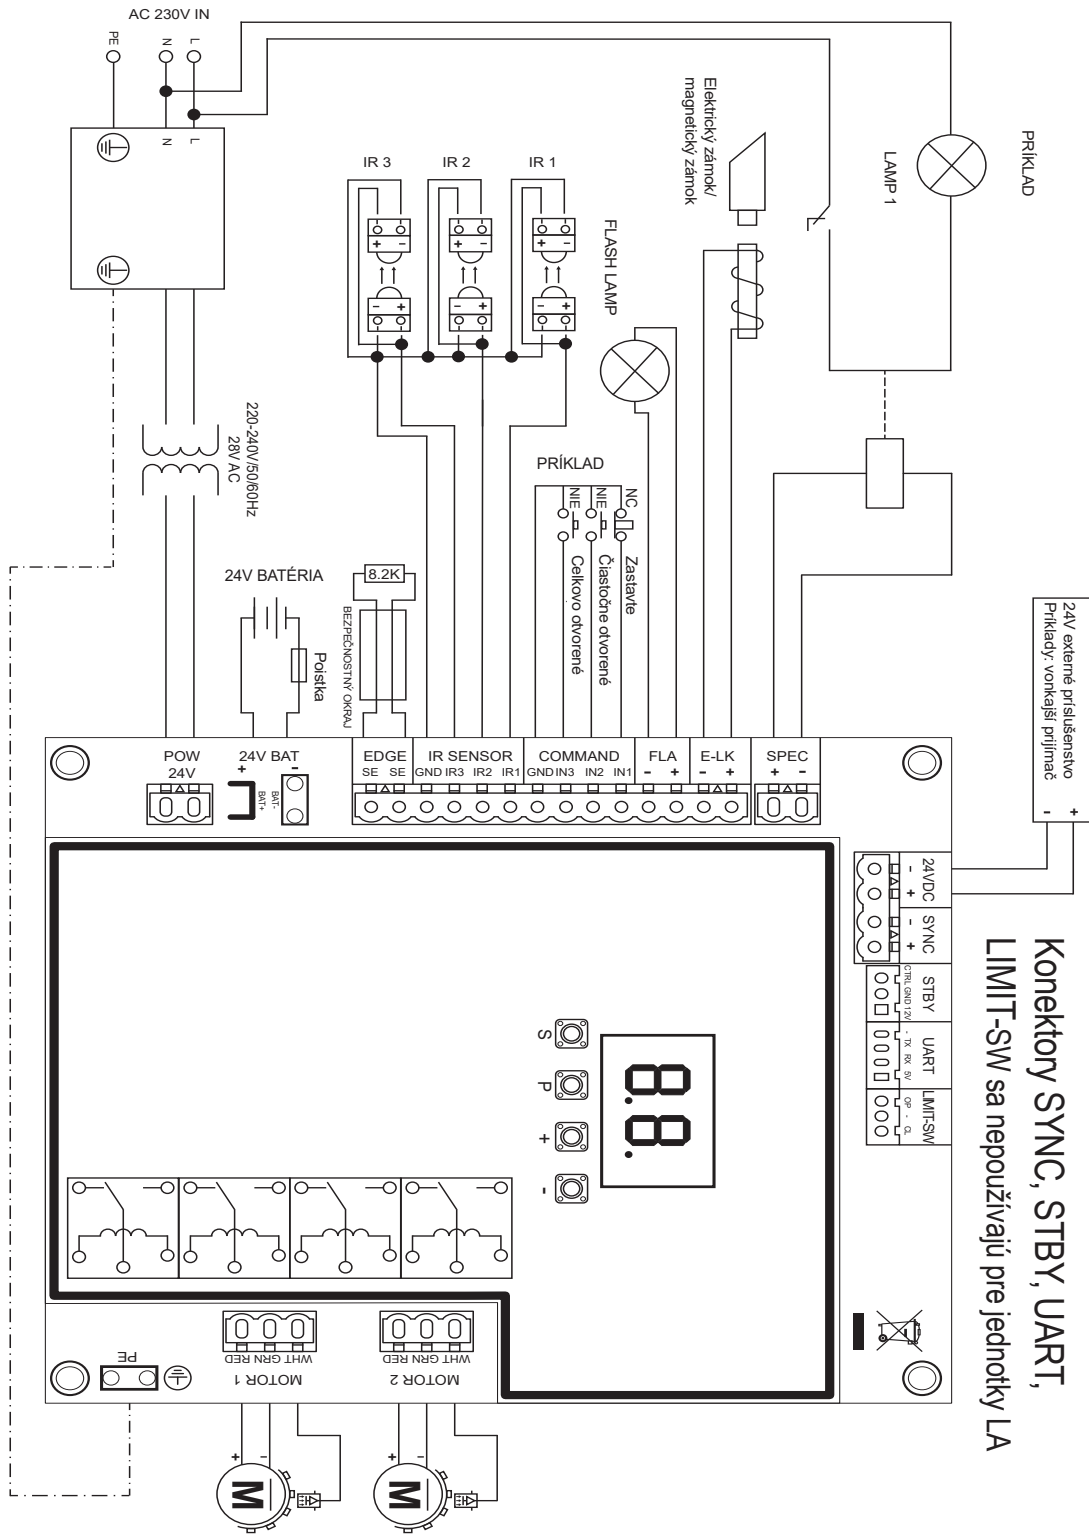 AC 230V IN
PE
N
L
N
L
PRÍKLAD
LAMP 1
Elektrický zámok/
magnetický zámok
IR 3
IR 2
IR 1
+ -
+ -
+ -
- +
- +
- +
FLASH LAMP
220-240V/50/60Hz
28V AC
24V BATÉRIA
Poistka
8.2K
BEZPEČNOSTNÝ OKRAJ
PRÍKLAD
NIE
NIE
NC
Celkovo otvorené
Čiastočne otvorené
Zastavte
24V externé príslušenstvo
Príklady: vonkajší prijímač
- +
POW
24V
24V BAT
+ -
BAT+
BAT-
EDGE
SE SE
IR SENSOR
GND IR3 IR2 IR1
COMMAND
GND IN3 IN2 IN1
FLA
- +
E-LK
- +
SPEC
+ -
24VDC
- +
SYNC
- +
STBY
CTRL GND 12V
UART
- TX RX 5V
LIMIT-SW
OP - CL
Konektory SYNC, STBY, UART,
LIMIT-SW sa nepoužívajú pre jednotky LA
8.8.
S
P
+
-
PE
WHT GRN RED
MOTOR 1
WHT GRN RED
MOTOR 2
+ -
M
+ -
M